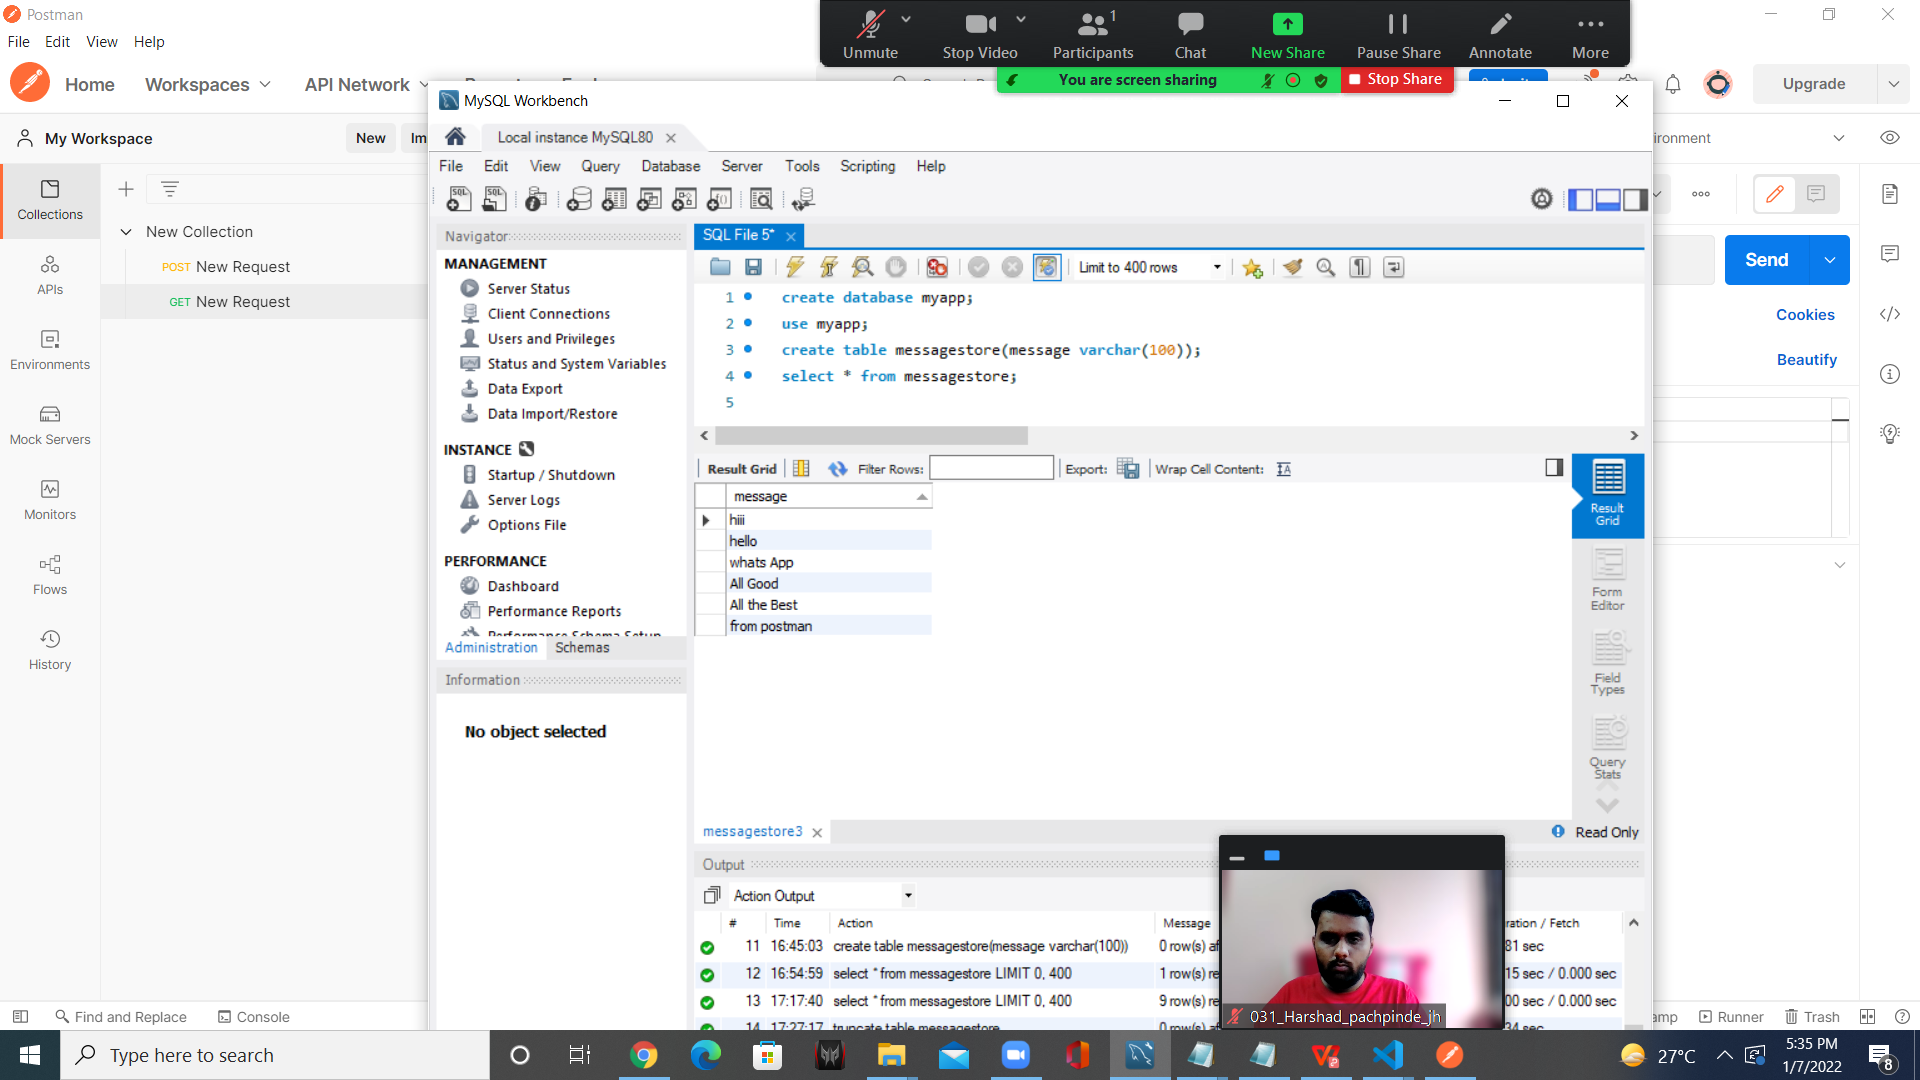 Postman
File Edit View Help
Home Workspaces API Network
Upgrade
Unmute Stop Video Participants 1 Chat New Share Pause Share Annotate More
You are screen sharing Stop Share
My Workspace New Im
ironment
Collections
APIs
Environments
Mock Servers
Monitors
Flows
History
New Collection
POST New Request
GET New Request
Send
Cookies
Beautify
MySQL Workbench
Local instance MySQL80
File Edit View Query Database Server Tools Scripting Help
Navigator
MANAGEMENT
Server Status
Client Connections
Users and Privileges
Status and System Variables
Data Export
Data Import/Restore
INSTANCE
Startup / Shutdown
Server Logs
Options File
PERFORMANCE
Dashboard
Performance Reports
Performance Schema Setup
Administration Schemas
Information
No object selected
SQL File 5*
Limit to 400 rows
1 create database myapp;
2 use myapp;
3 create table messagestore(message varchar(100));
4 select * from messagestore;
5
Result Grid Filter Rows: Export: Wrap Cell Content:
message
hiii
hello
whats App
All Good
All the Best
from postman
Result Grid
Form Editor
Field Types
Query Stats
messagestore3
Read Only
Output
Action Output
# Time Action Message ration / Fetch
11 16:45:03 create table messagestore(message varchar(100)) 0 row(s) af 81 sec
12 16:54:59 select * from messagestore LIMIT 0, 400 1 row(s) re 15 sec / 0.000 sec
13 17:17:40 select * from messagestore LIMIT 0, 400 9 row(s) re 00 sec / 0.000 sec
14 17:27:17 truncate table messagestore 0 row(s) af 34 sec
031_Harshad_pachpinde_jh
Find and Replace Console
amp Runner Trash
Type here to search
27°C
5:35 PM
1/7/2022
8